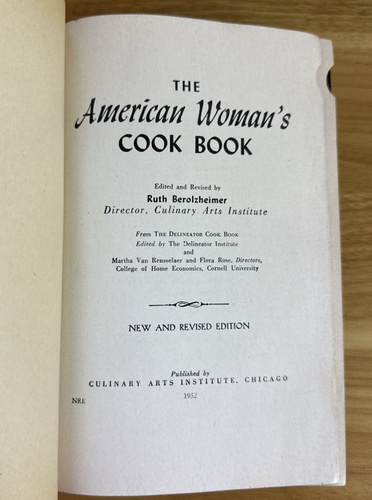 THE
American Woman's
COOK BOOK
Edited and Revised by
Ruth Berolzheimer
Director, Culinary Arts Institute
From THE DELINEATOR COOK BOOK
Edited by The Delineator Institute
and
Martha Van Rensselaer and Flora Rose, Directors,
College of Home Economics, Cornell University
NEW AND REVISED EDITION
Published by
CULINARY ARTS INSTITUTE, CHICAGO
NRE
1952